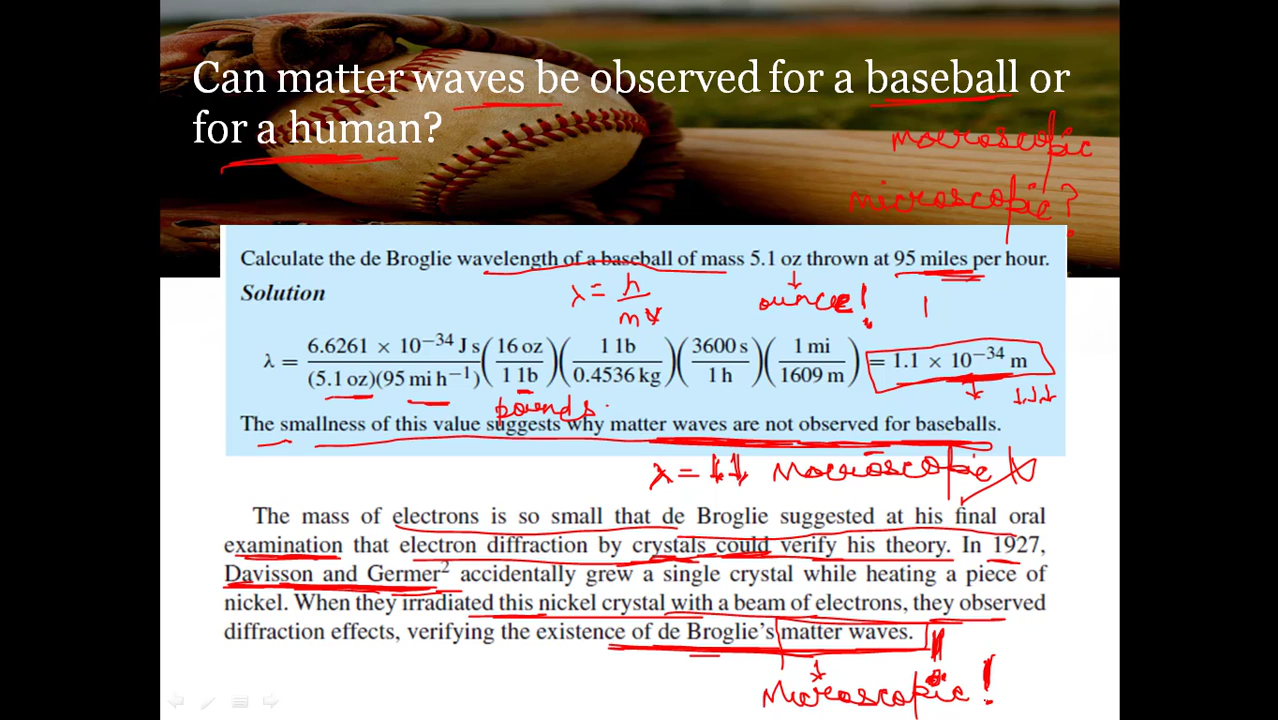 Can matter waves be observed for a baseball or
for a human?
macroscopic
microscopic?
Calculate the de Broglie wavelength of a baseball of mass 5.1 oz thrown at 95 miles per hour.
Solution
λ = h/mv
ounce!
λ = 6.6261 × 10⁻³⁴ J s / (5.1 oz)(95 mi h⁻¹) (16 oz / 1 lb) (1 lb / 0.4536 kg) (3600 s / 1 h) (1 mi / 1609 m) = 1.1 × 10⁻³⁴ m
↓ ↓↓↓
pounds.
The smallness of this value suggests why matter waves are not observed for baseballs.
λ = ↓↓ Macroscopic
The mass of electrons is so small that de Broglie suggested at his final oral
examination that electron diffraction by crystals could verify his theory. In 1927,
Davisson and Germer² accidentally grew a single crystal while heating a piece of
nickel. When they irradiated this nickel crystal with a beam of electrons, they observed
diffraction effects, verifying the existence of de Broglie's matter waves.
Microscopic!